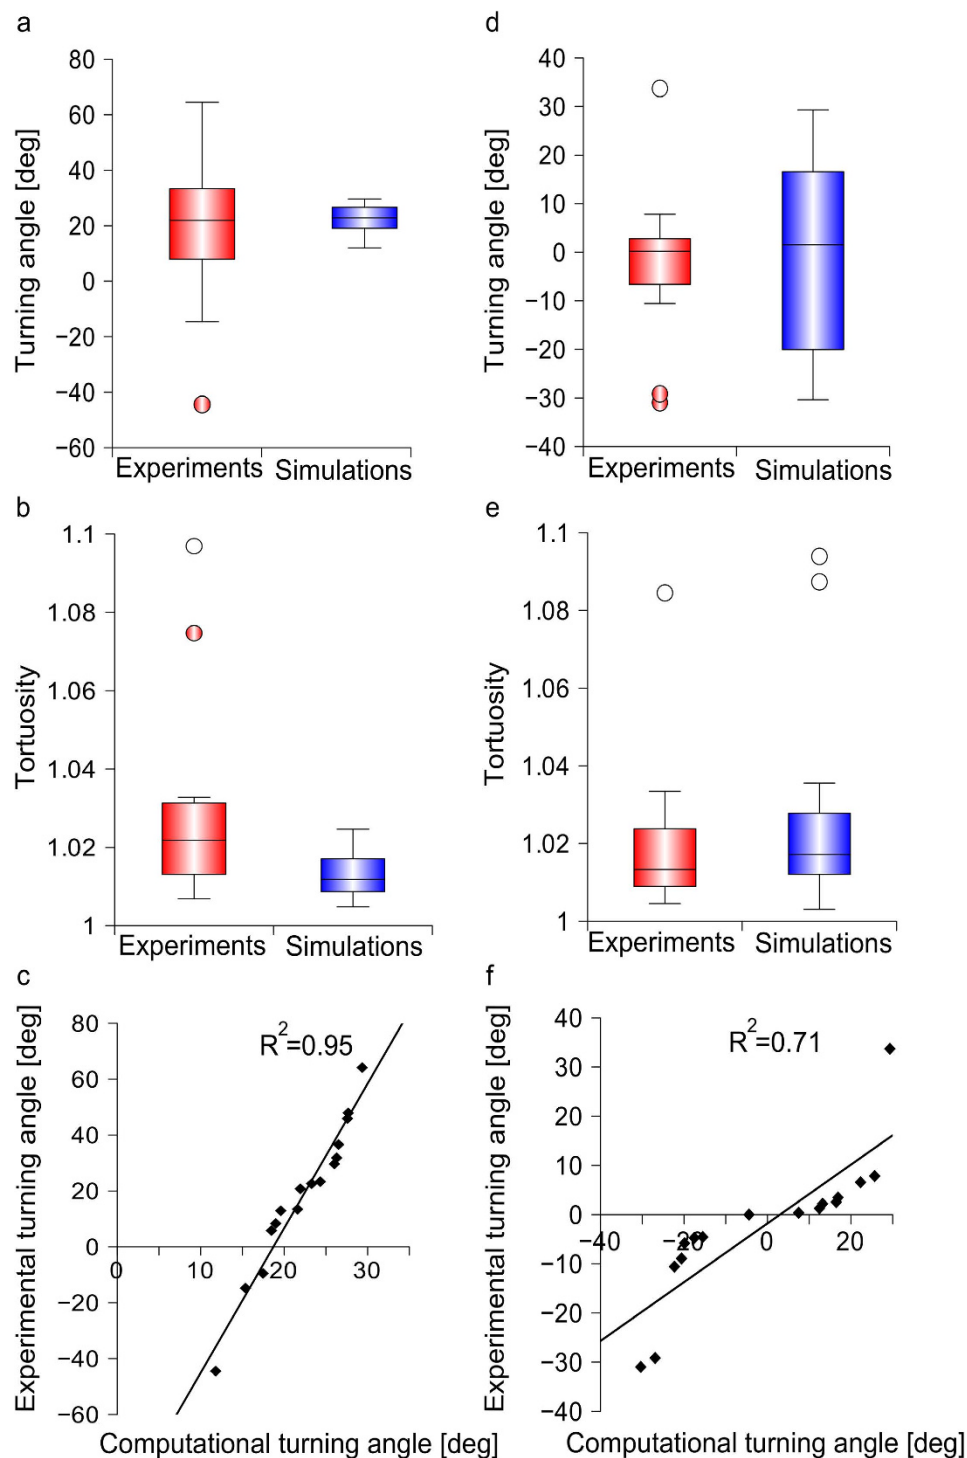 a
Turning angle [deg]
80
60
40
20
0
−20
−40
−60
Experiments Simulations
d
Turning angle [deg]
40
30
20
10
0
−10
−20
−30
−40
Experiments Simulations
b
Tortuosity
1.1
1.08
1.06
1.04
1.02
1
Experiments Simulations
e
Tortuosity
1.1
1.08
1.06
1.04
1.02
1
Experiments Simulations
c
Experimental turning angle [deg]
R2=0.95
80
60
40
20
0
−20
−40
−60
0 10 20 30
Computational turning angle [deg]
f
Experimental turning angle [deg]
R2=0.71
40
30
20
10
0
−10
−20
−30
−40
−40 −20 0 20
Computational turning angle [deg]